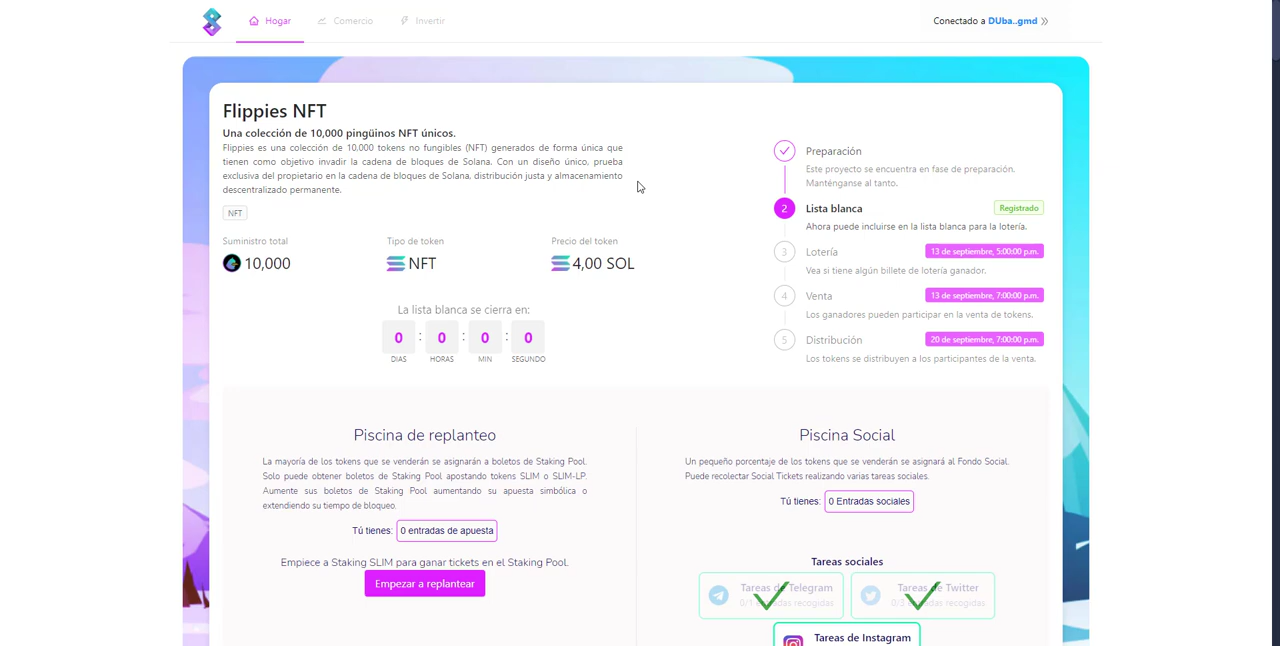 Hogar
Comercio
Invertir
Conectado a DUba..gmd
Flippies NFT
Una colección de 10,000 pingüinos NFT únicos.
Flippies es una colección de 10,000 tokens no fungibles (NFT) generados de forma única que
tienen como objetivo invadir la cadena de bloques de Solana. Con un diseño único, prueba
exclusiva del propietario en la cadena de bloques de Solana, distribución justa y almacenamiento
descentralizado permanente.
NFT
Suministro total
Tipo de token
Precio del token
10,000
NFT
4,00 SOL
La lista blanca se cierra en:
0 : 0 : 0 : 0
DIAS
HORAS
MIN
SEGUNDO
Preparación
Este proyecto se encuentra en fase de preparación.
Manténganse al tanto.
2
Lista blanca
Registrado
Ahora puede incluirse en la lista blanca para la lotería.
3
Lotería
13 de septiembre, 5:00:00 p.m.
Vea si tiene algún billete de lotería ganador.
4
Venta
13 de septiembre, 7:00:00 p.m.
Los ganadores pueden participar en la venta de tokens.
5
Distribución
20 de septiembre, 7:00:00 p.m.
Los tokens se distribuyen a los participantes de la venta.
Piscina de replanteo
La mayoría de los tokens que se venderán se asignarán a boletos de Staking Pool.
Solo puede obtener boletos de Staking Pool apostando tokens SLIM o SLIM-LP.
Aumente sus boletos de Staking Pool aumentando su apuesta simbólica o
extendiendo su tiempo de bloqueo.
Tú tienes: 0 entradas de apuesta
Empiece a Staking SLIM para ganar tickets en el Staking Pool.
Empezar a replantear
Piscina Social
Un pequeño porcentaje de los tokens que se venderán se asignará al Fondo Social.
Puede recolectar Social Tickets realizando varias tareas sociales.
Tú tienes: 0 Entradas sociales
Tareas sociales
Tareas de Telegram
0/1 entradas recogidas
Tareas de Twitter
0/3 entradas recogidas
Tareas de Instagram